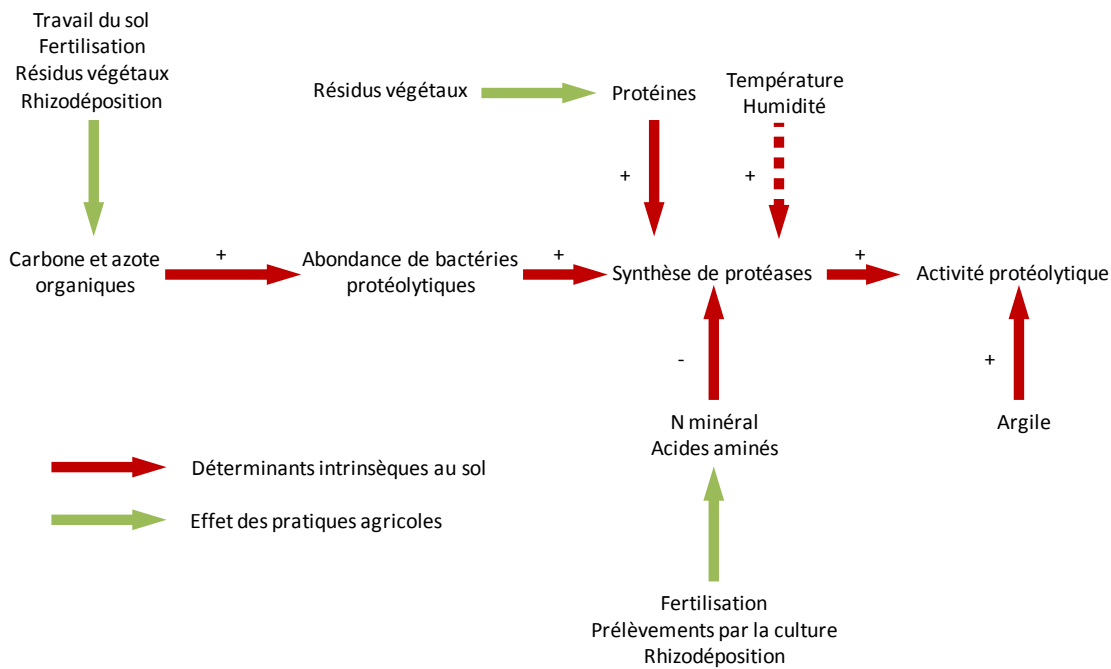 Travail du sol
Fertilisation
Résidus végétaux
Rhizodéposition
Résidus végétaux
Protéines
Température
Humidité
+
+
Carbone et azote
organiques
+
Abondance de bactéries
protéolytiques
+
Synthèse de protéases
+
Activité protéolytique
-
+
N minéral
Acides aminés
Argile
Déterminants intrinsèques au sol
Effet des pratiques agricoles
Fertilisation
Prélèvements par la culture
Rhizodéposition